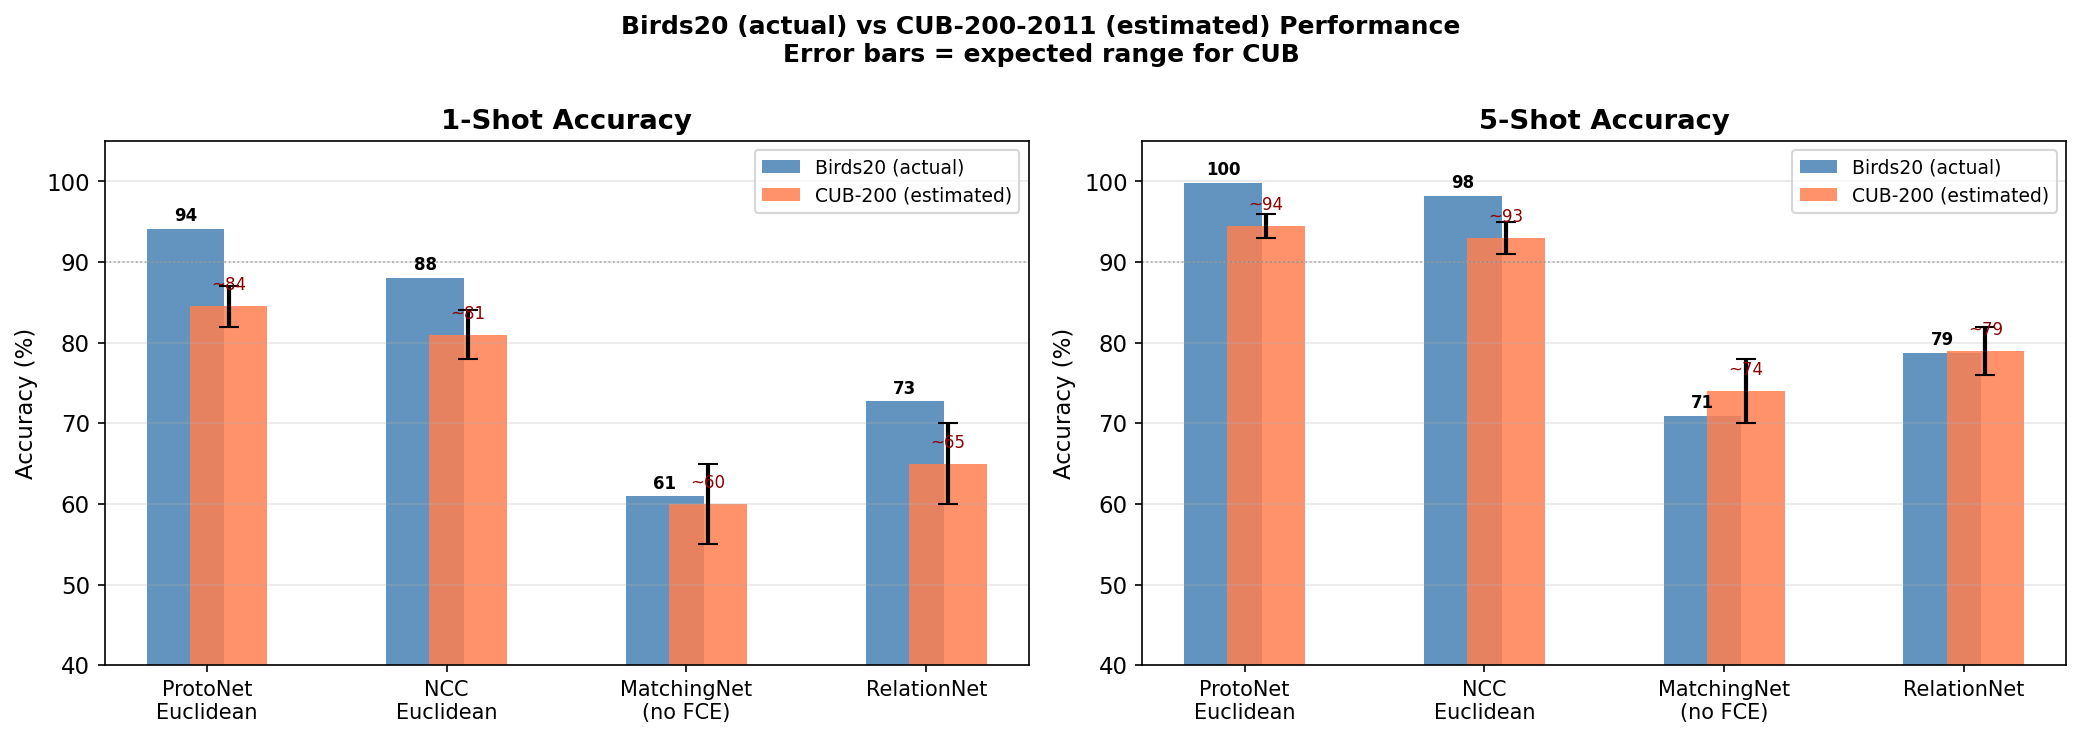 Birds20 (actual) vs CUB-200-2011 (estimated) Performance
Error bars = expected range for CUB
1-Shot Accuracy
Accuracy (%)
100
90
80
70
60
50
40
Birds20 (actual)
CUB-200 (estimated)
94
~84
88
~81
61
~60
73
~65
ProtoNet
Euclidean
NCC
Euclidean
MatchingNet
(no FCE)
RelationNet
5-Shot Accuracy
Accuracy (%)
100
90
80
70
60
50
40
Birds20 (actual)
CUB-200 (estimated)
100
~94
98
~93
71
~74
79
~79
ProtoNet
Euclidean
NCC
Euclidean
MatchingNet
(no FCE)
RelationNet